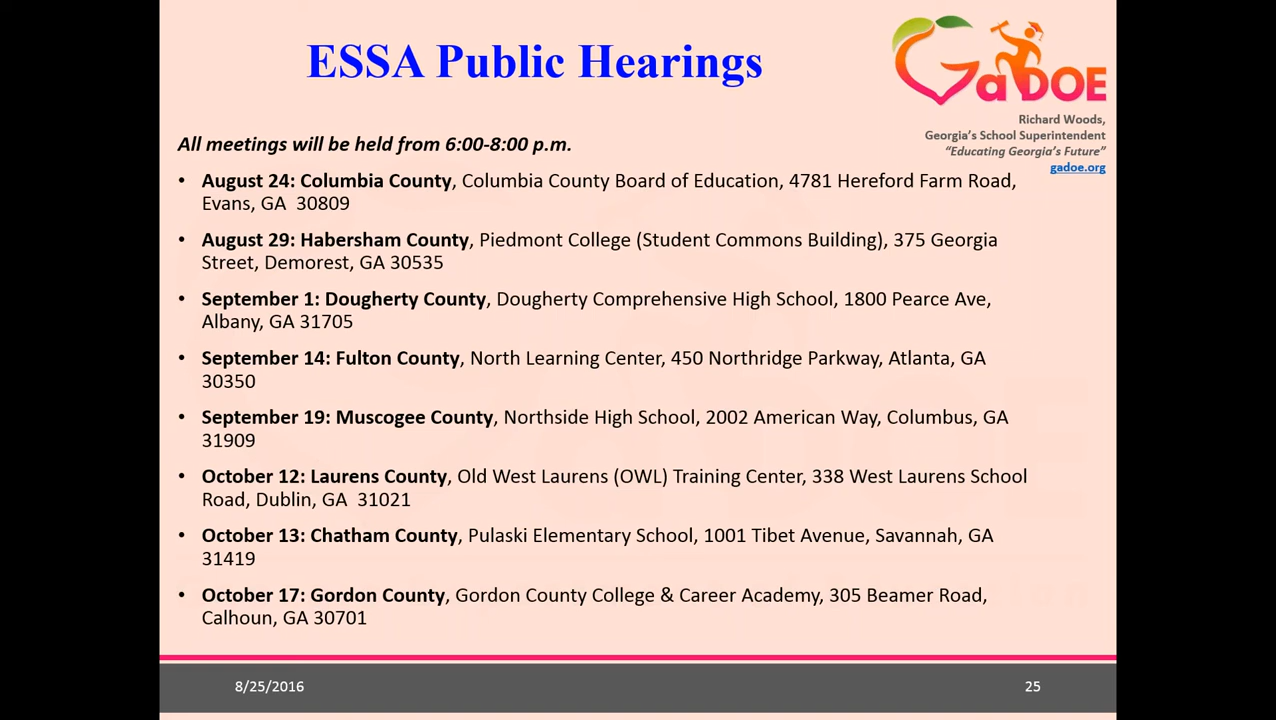 ESSA Public Hearings
GaDOE
Richard Woods,
Georgia's School Superintendent
“Educating Georgia's Future”
gadoe.org
All meetings will be held from 6:00-8:00 p.m.
• August 24: Columbia County, Columbia County Board of Education, 4781 Hereford Farm Road,
Evans, GA  30809
• August 29: Habersham County, Piedmont College (Student Commons Building), 375 Georgia
Street, Demorest, GA 30535
• September 1: Dougherty County, Dougherty Comprehensive High School, 1800 Pearce Ave,
Albany, GA 31705
• September 14: Fulton County, North Learning Center, 450 Northridge Parkway, Atlanta, GA
30350
• September 19: Muscogee County, Northside High School, 2002 American Way, Columbus, GA
31909
• October 12: Laurens County, Old West Laurens (OWL) Training Center, 338 West Laurens School
Road, Dublin, GA  31021
• October 13: Chatham County, Pulaski Elementary School, 1001 Tibet Avenue, Savannah, GA
31419
• October 17: Gordon County, Gordon County College & Career Academy, 305 Beamer Road,
Calhoun, GA 30701
8/25/2016
25